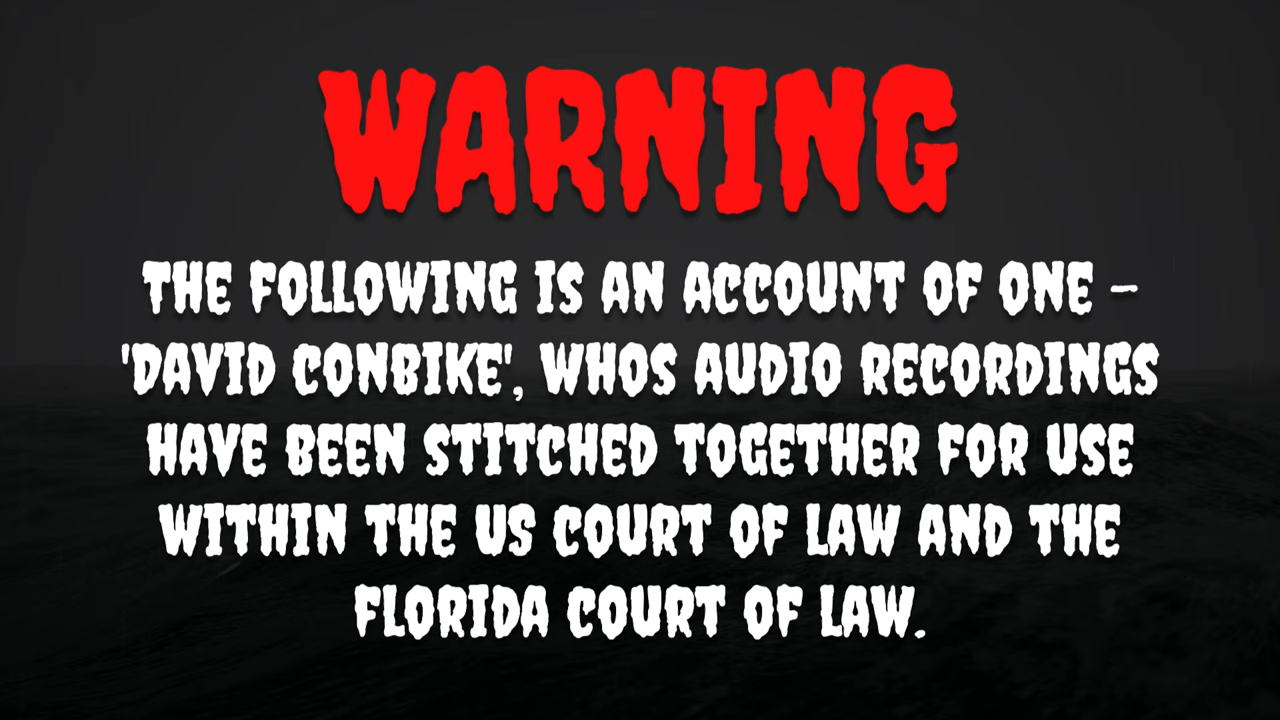 WARNING
THE FOLLOWING IS AN ACCOUNT OF ONE –
'DAVID CONBIKE', WHOS AUDIO RECORDINGS
HAVE BEEN STITCHED TOGETHER FOR USE
WITHIN THE US COURT OF LAW AND THE
FLORIDA COURT OF LAW.